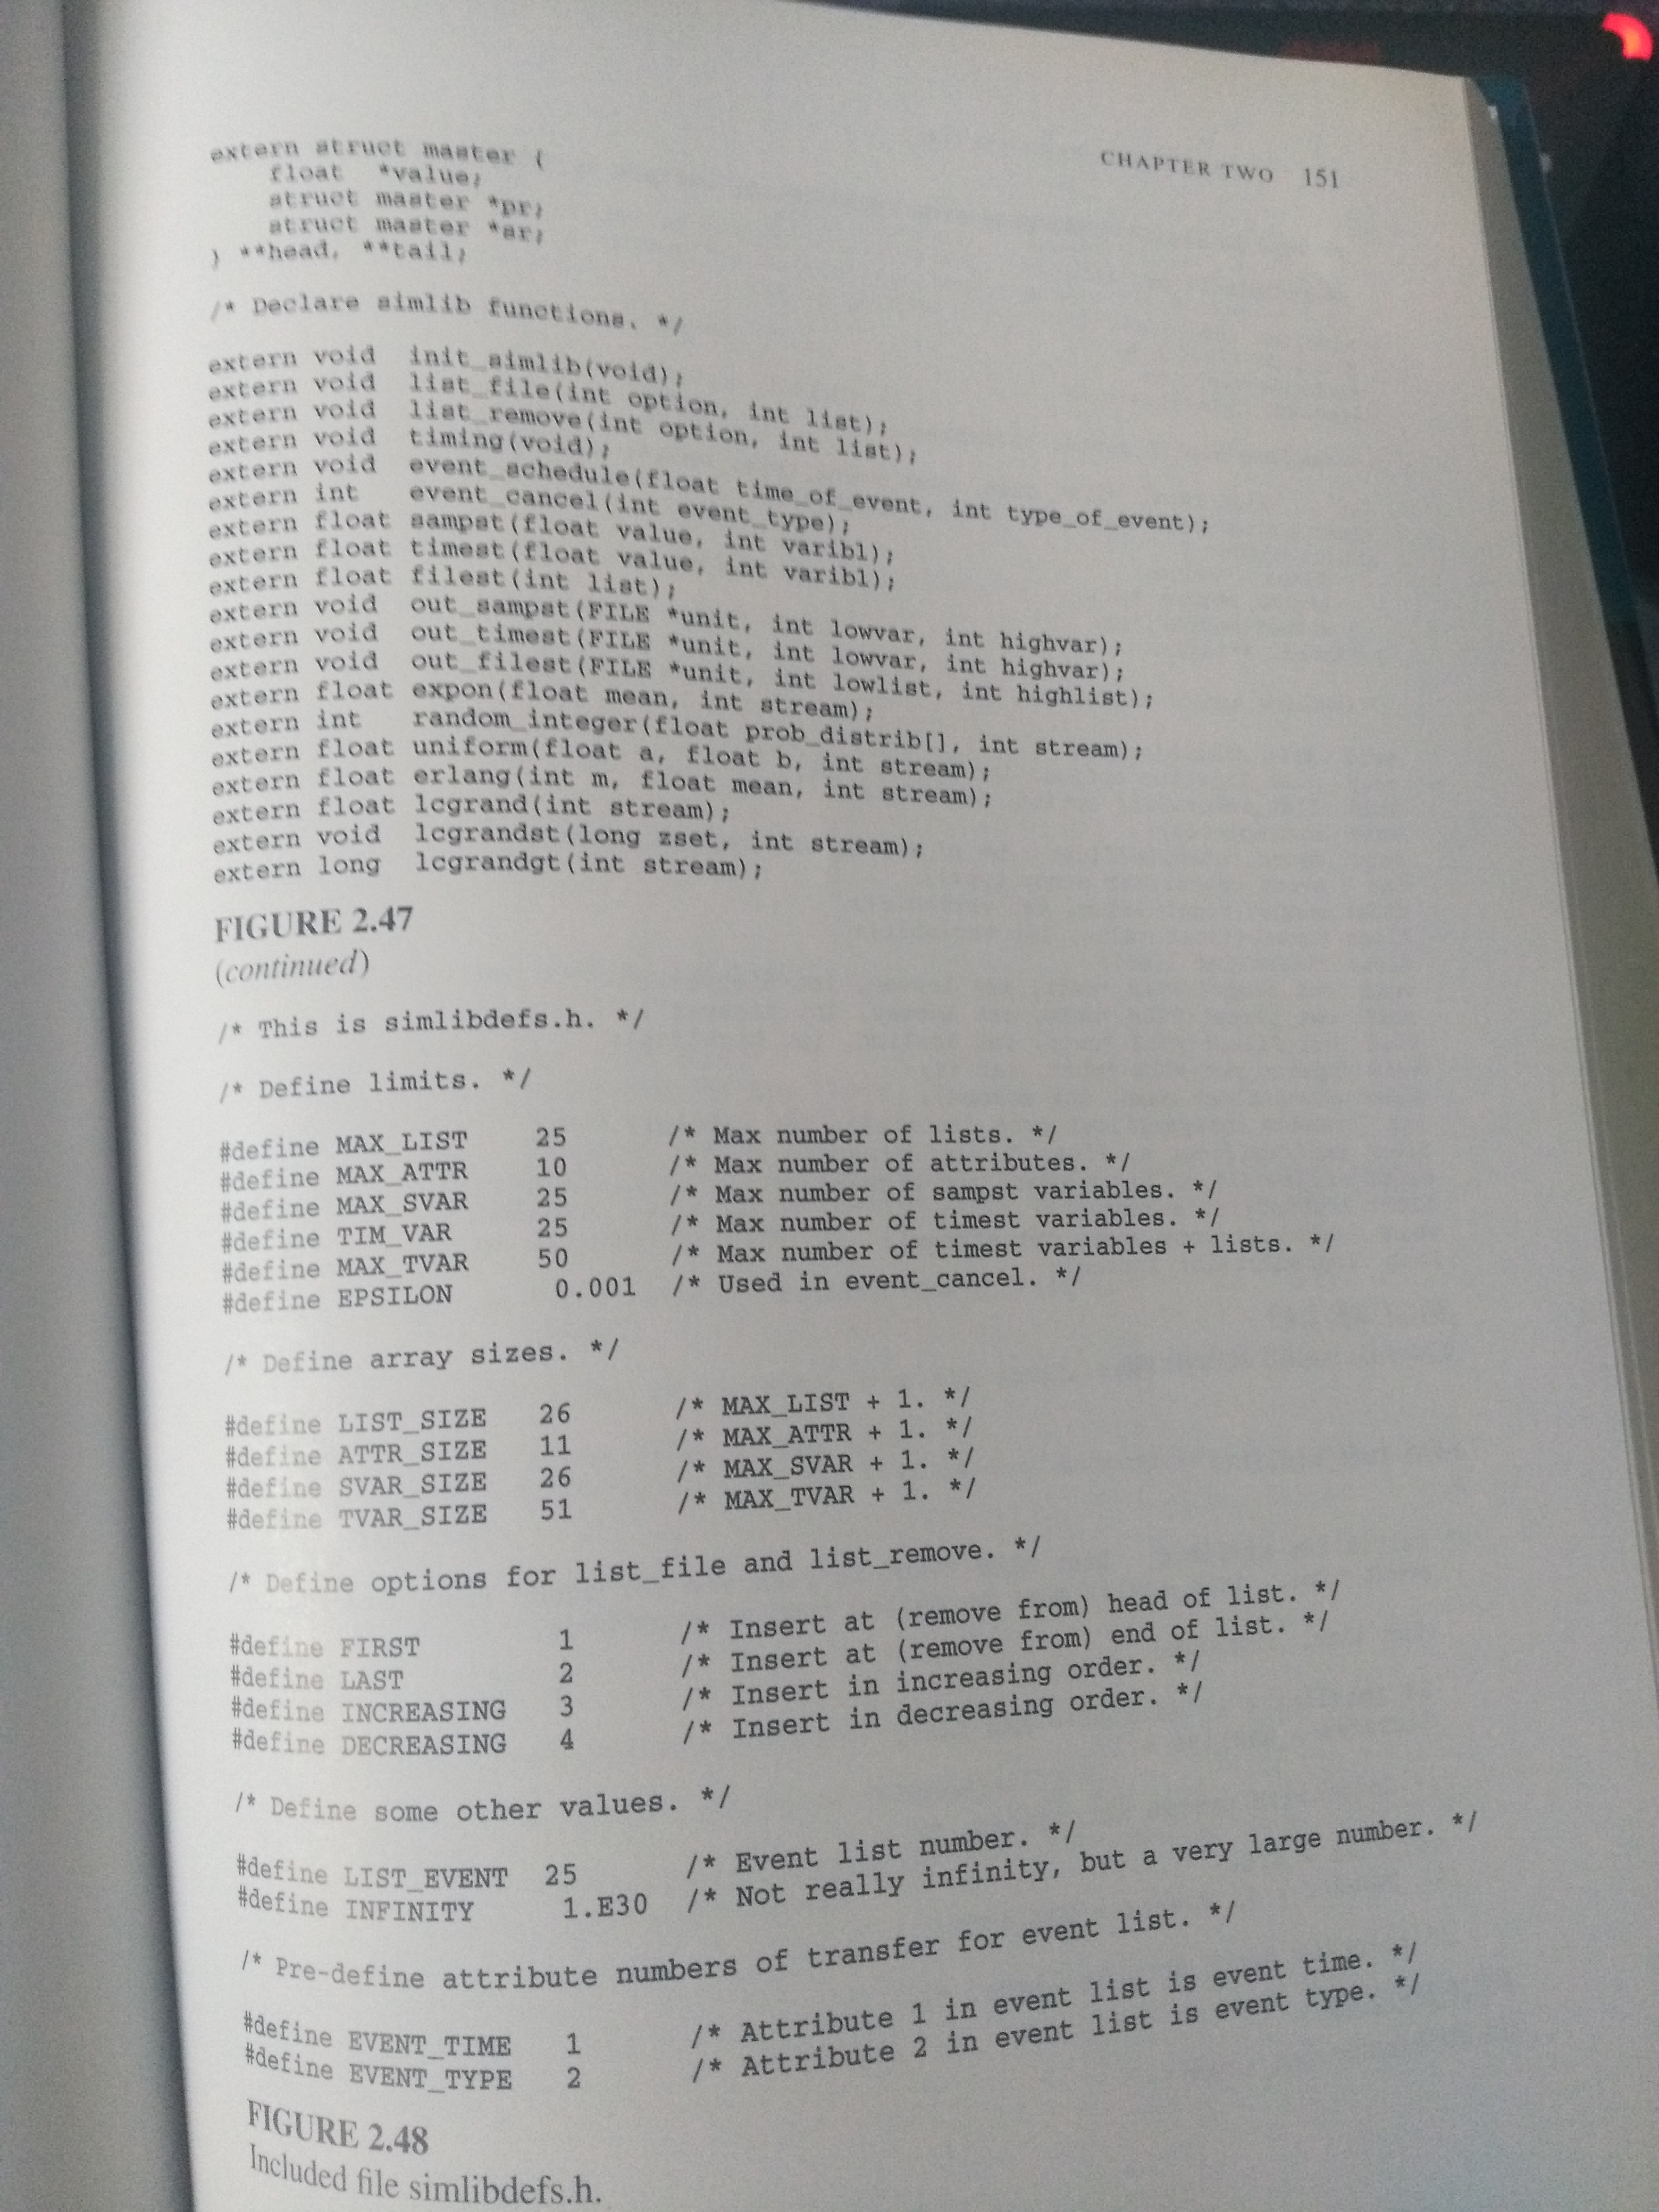 CHAPTER TWO 151
extern struct master {
    float  *value;
    struct master *pr;
    struct master *sr;
} **head, **tail;
/* Declare simlib functions. */
extern void  init_simlib(void);
extern void  list_file(int option, int list);
extern void  list_remove(int option, int list);
extern void  timing(void);
extern void  event_schedule(float time_of_event, int type_of_event);
extern int   event_cancel(int event_type);
extern float sampst(float value, int varibl);
extern float timest(float value, int varibl);
extern float filest(int list);
extern void  out_sampst(FILE *unit, int lowvar, int highvar);
extern void  out_timest(FILE *unit, int lowvar, int highvar);
extern void  out_filest(FILE *unit, int lowlist, int highlist);
extern float expon(float mean, int stream);
extern int   random_integer(float prob_distrib[], int stream);
extern float uniform(float a, float b, int stream);
extern float erlang(int m, float mean, int stream);
extern float lcgrand(int stream);
extern void  lcgrandst(long zset, int stream);
extern long  lcgrandgt(int stream);
FIGURE 2.47
(continued)
/* This is simlibdefs.h. */
/* Define limits. */
#define MAX_LIST    25      /* Max number of lists. */
#define MAX_ATTR    10      /* Max number of attributes. */
#define MAX_SVAR    25      /* Max number of sampst variables. */
#define TIM_VAR     25      /* Max number of timest variables. */
#define MAX_TVAR    50      /* Max number of timest variables + lists. */
#define EPSILON      0.001  /* Used in event_cancel. */
/* Define array sizes. */
#define LIST_SIZE   26      /* MAX_LIST + 1. */
#define ATTR_SIZE   11      /* MAX_ATTR + 1. */
#define SVAR_SIZE   26      /* MAX_SVAR + 1. */
#define TVAR_SIZE   51      /* MAX_TVAR + 1. */
/* Define options for list_file and list_remove. */
#define FIRST        1      /* Insert at (remove from) head of list. */
#define LAST         2      /* Insert at (remove from) end of list. */
#define INCREASING   3      /* Insert in increasing order. */
#define DECREASING   4      /* Insert in decreasing order. */
/* Define some other values. */
#define LIST_EVENT  25      /* Event list number. */
#define INFINITY     1.E30  /* Not really infinity, but a very large number. */
/* Pre-define attribute numbers of transfer for event list. */
#define EVENT_TIME   1      /* Attribute 1 in event list is event time. */
#define EVENT_TYPE   2      /* Attribute 2 in event list is event type. */
FIGURE 2.48
Included file simlibdefs.h.